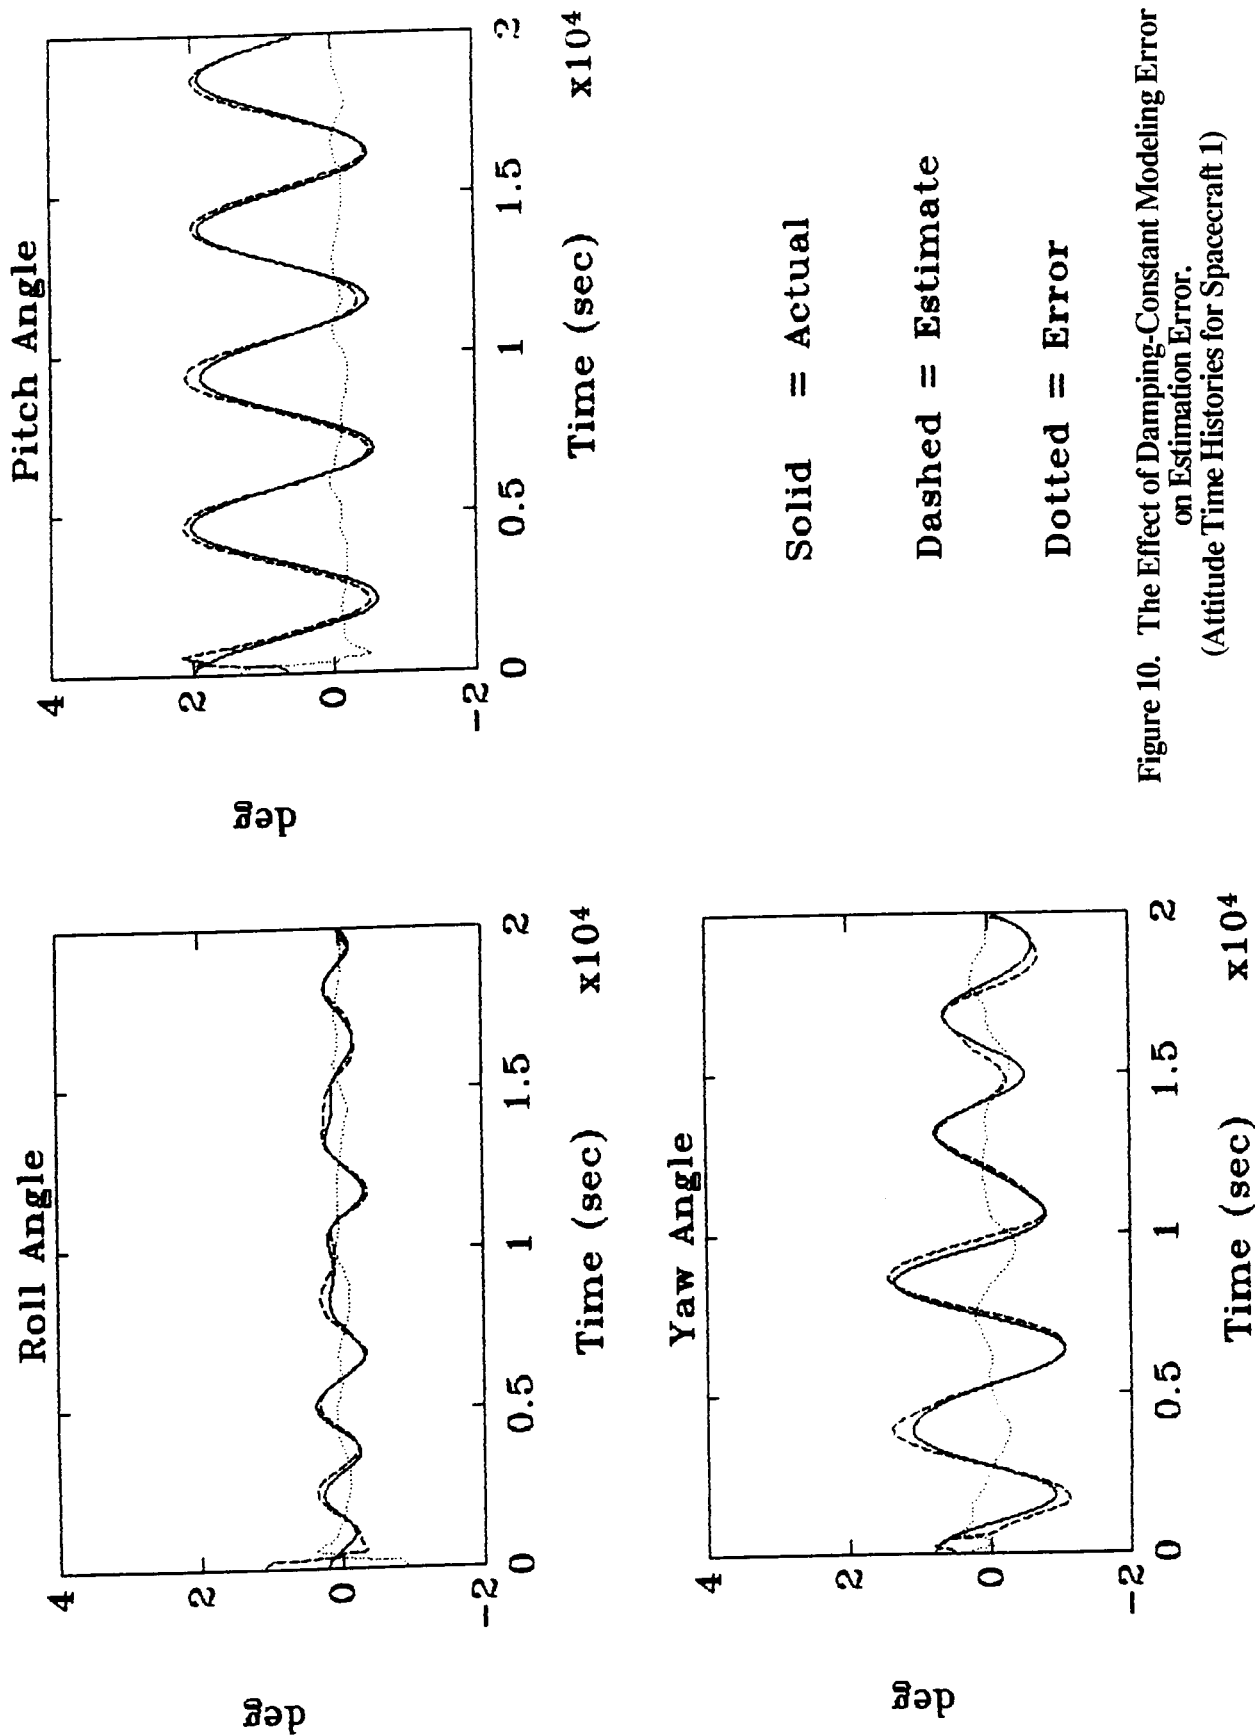 Roll Angle
4
2
0
-2
deg
0
0.5
1
1.5
2
Time (sec)
x10⁴
Pitch Angle
4
2
0
-2
deg
0
0.5
1
1.5
2
Time (sec)
x10⁴
Yaw Angle
4
2
0
-2
deg
0
0.5
1
1.5
2
Time (sec)
x10⁴
Solid = Actual
Dashed = Estimate
Dotted = Error
Figure 10. The Effect of Damping-Constant Modeling Error
on Estimation Error.
(Attitude Time Histories for Spacecraft 1)